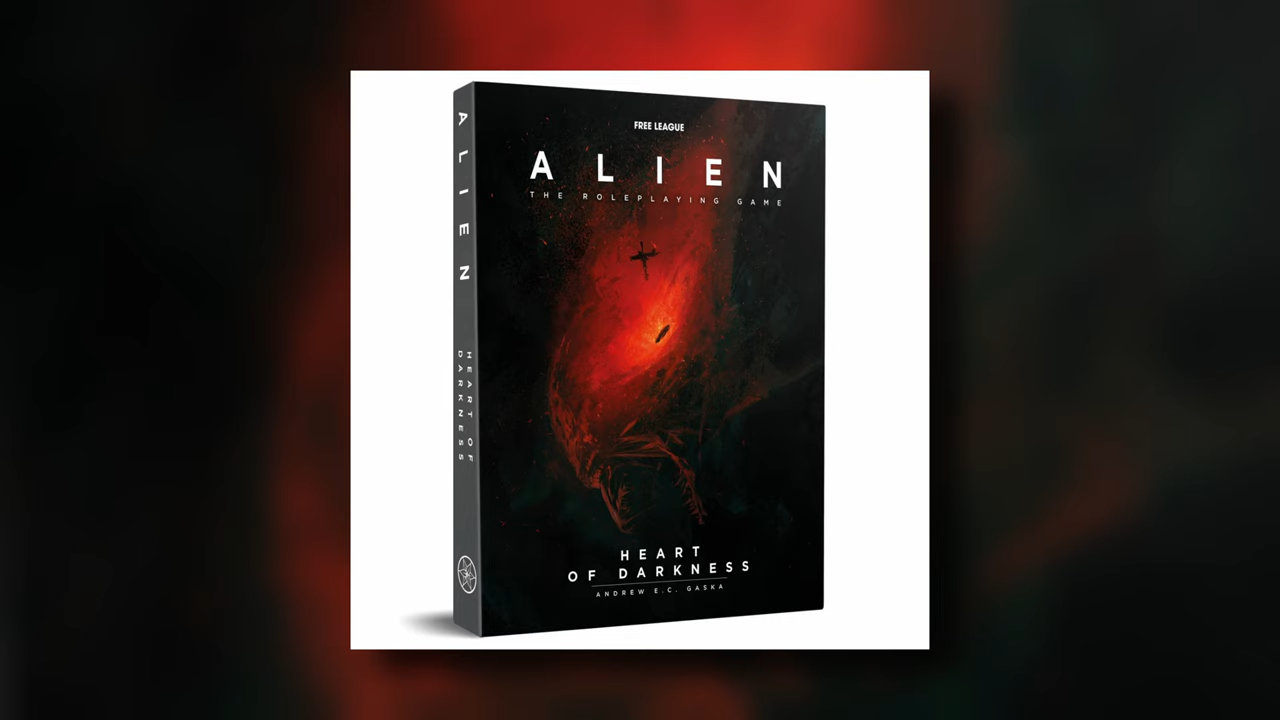 FREE LEAGUE
ALIEN
THE ROLEPLAYING GAME
HEART
OF DARKNESS
ANDREW E.C. GASKA
ALIEN
HEART OF
DARKNESS